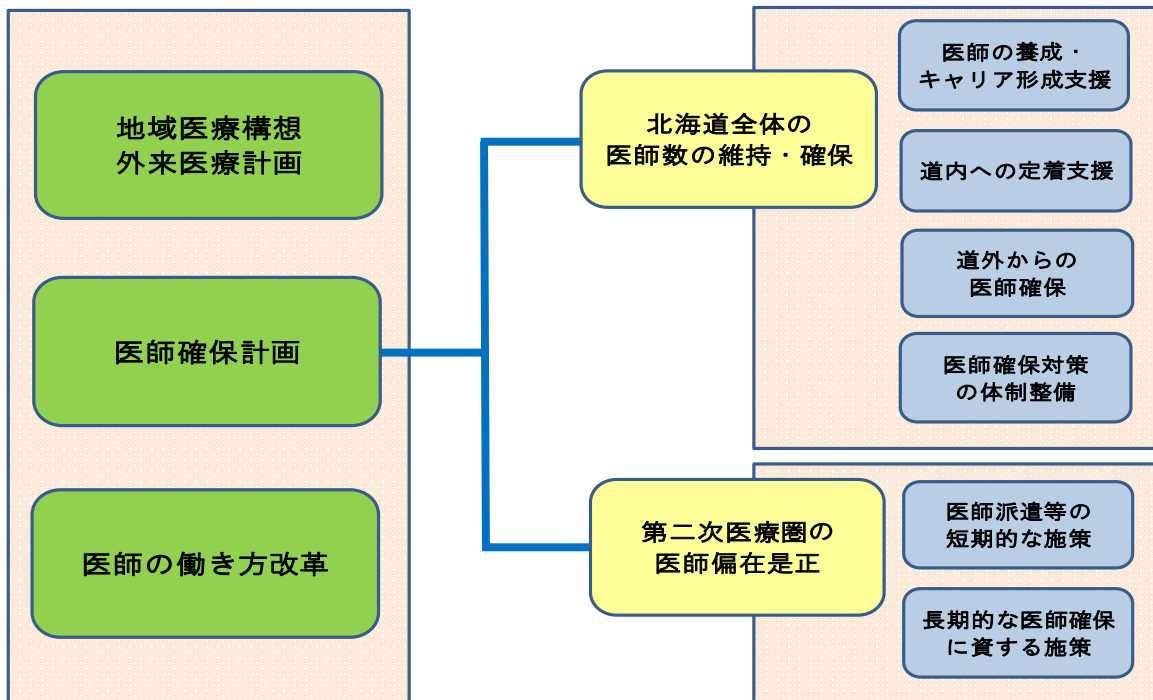 地域医療構想
外来医療計画
医師確保計画
医師の働き方改革
北海道全体の
医師数の維持・確保
医師の養成・
キャリア形成支援
道内への定着支援
道外からの
医師確保
医師確保対策
の体制整備
第二次医療圏の
医師偏在是正
医師派遣等の
短期的な施策
長期的な医師確保
に資する施策